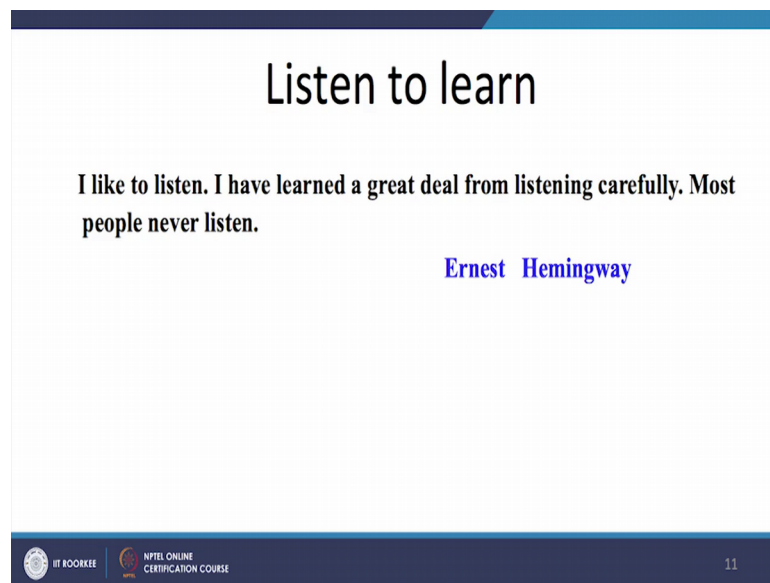 Listen to learn
I like to listen. I have learned a great deal from listening carefully. Most
people never listen.
Ernest Hemingway
IIT ROORKEE
NPTEL
NPTEL ONLINE
CERTIFICATION COURSE
11